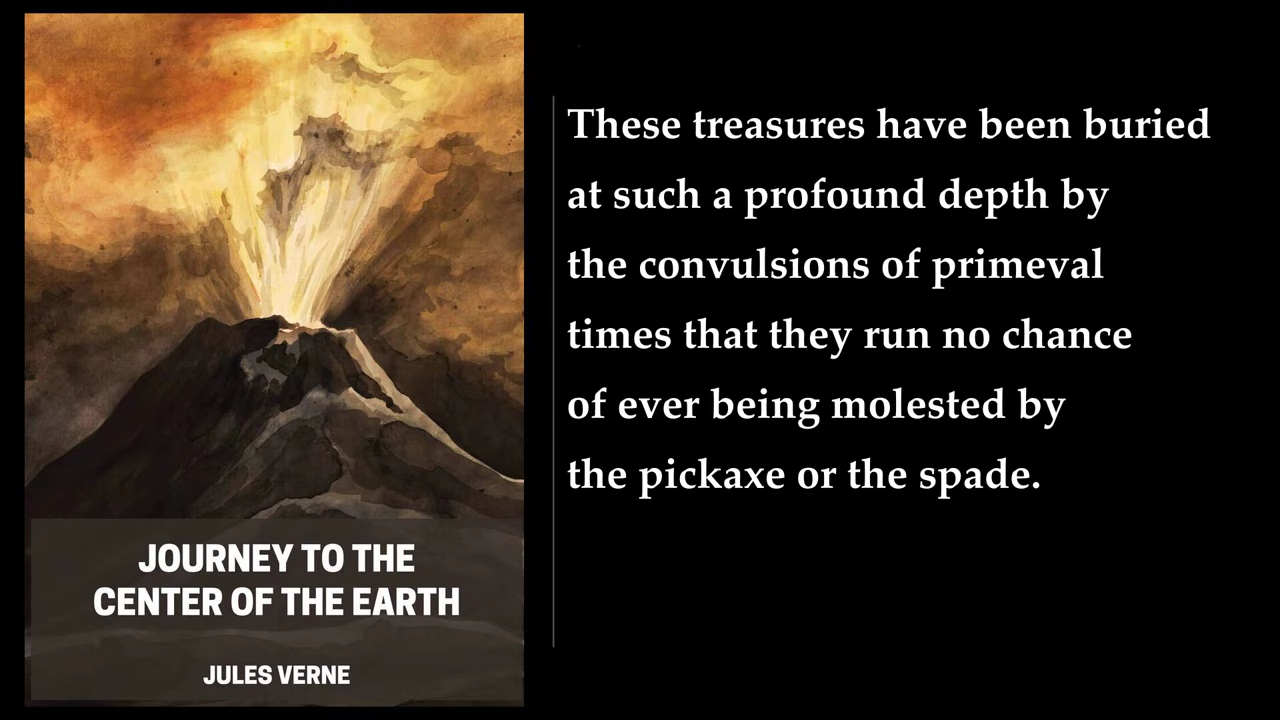 These treasures have been buried
at such a profound depth by
the convulsions of primeval
times that they run no chance
of ever being molested by
the pickaxe or the spade.
JOURNEY TO THE
CENTER OF THE EARTH
JULES VERNE